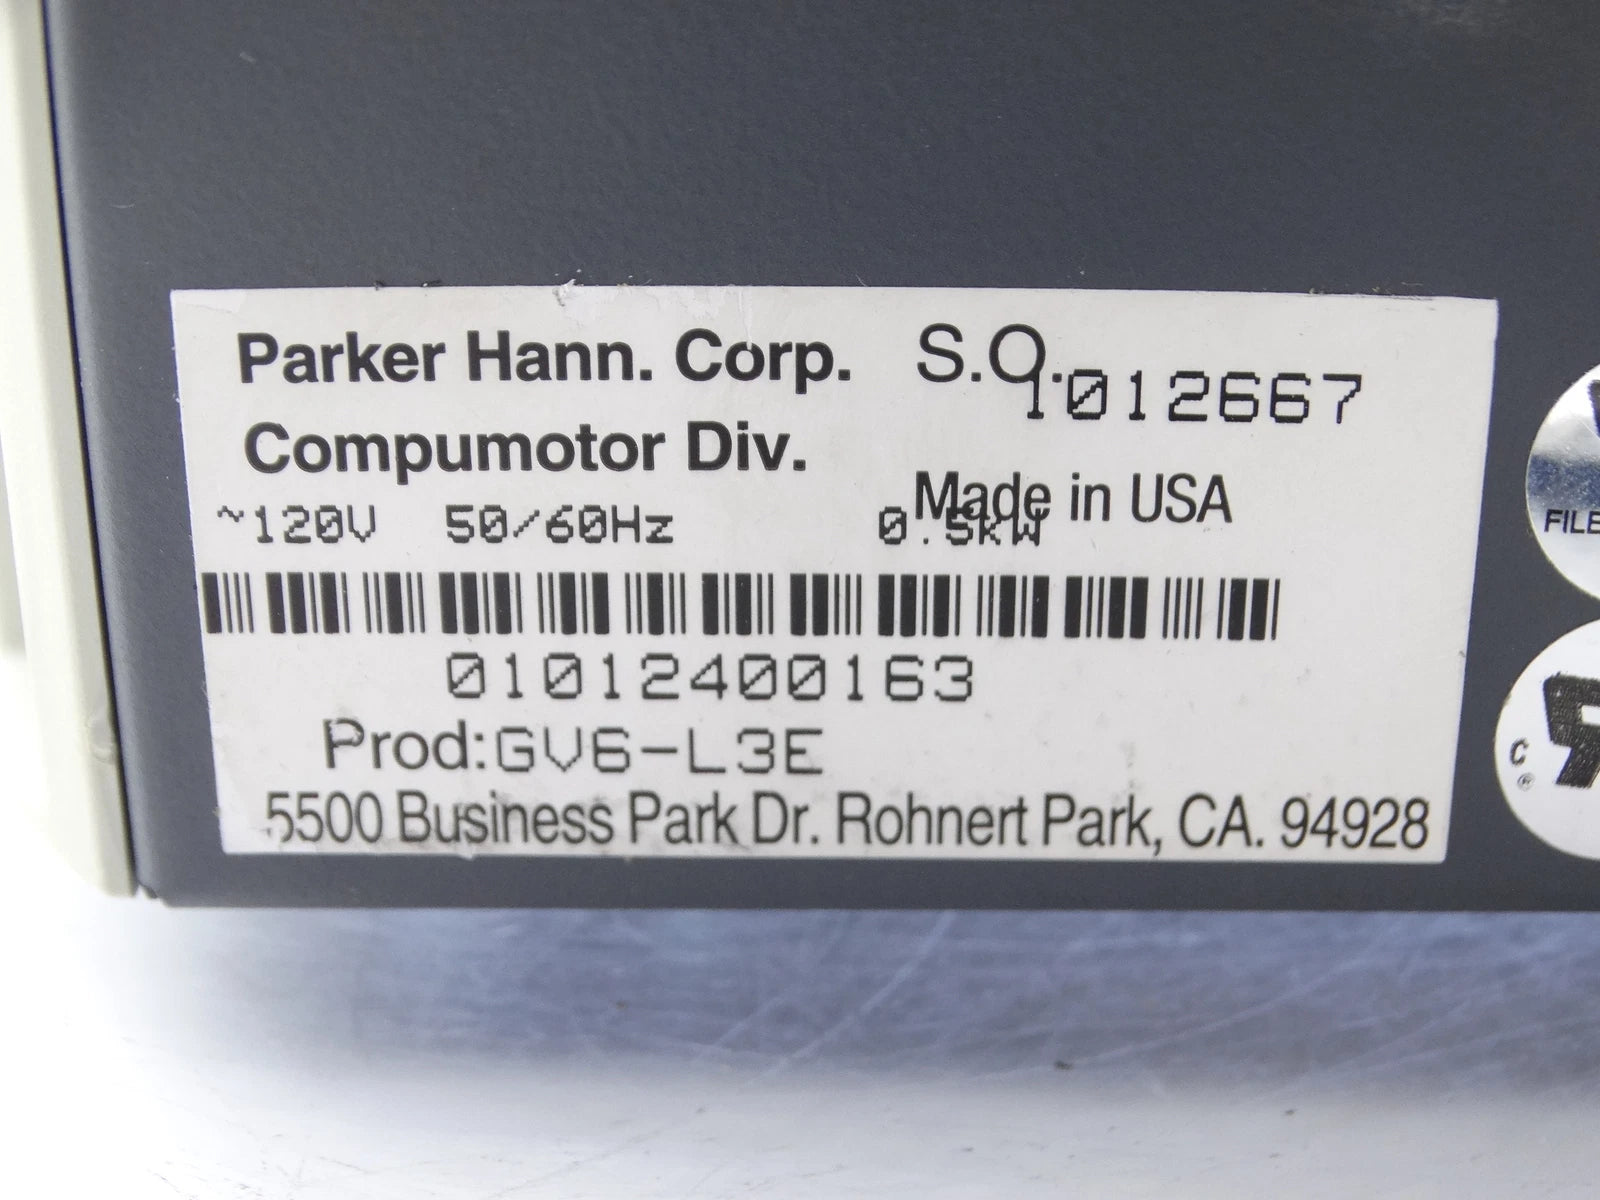 Parker Hann. Corp. S.O. 1012667
Compumotor Div.
Made in USA
~120V 50/60Hz 0.5kW
01012400163
Prod:GV6-L3E
5500 Business Park Dr. Rohnert Park, CA. 94928
FILE
C
®